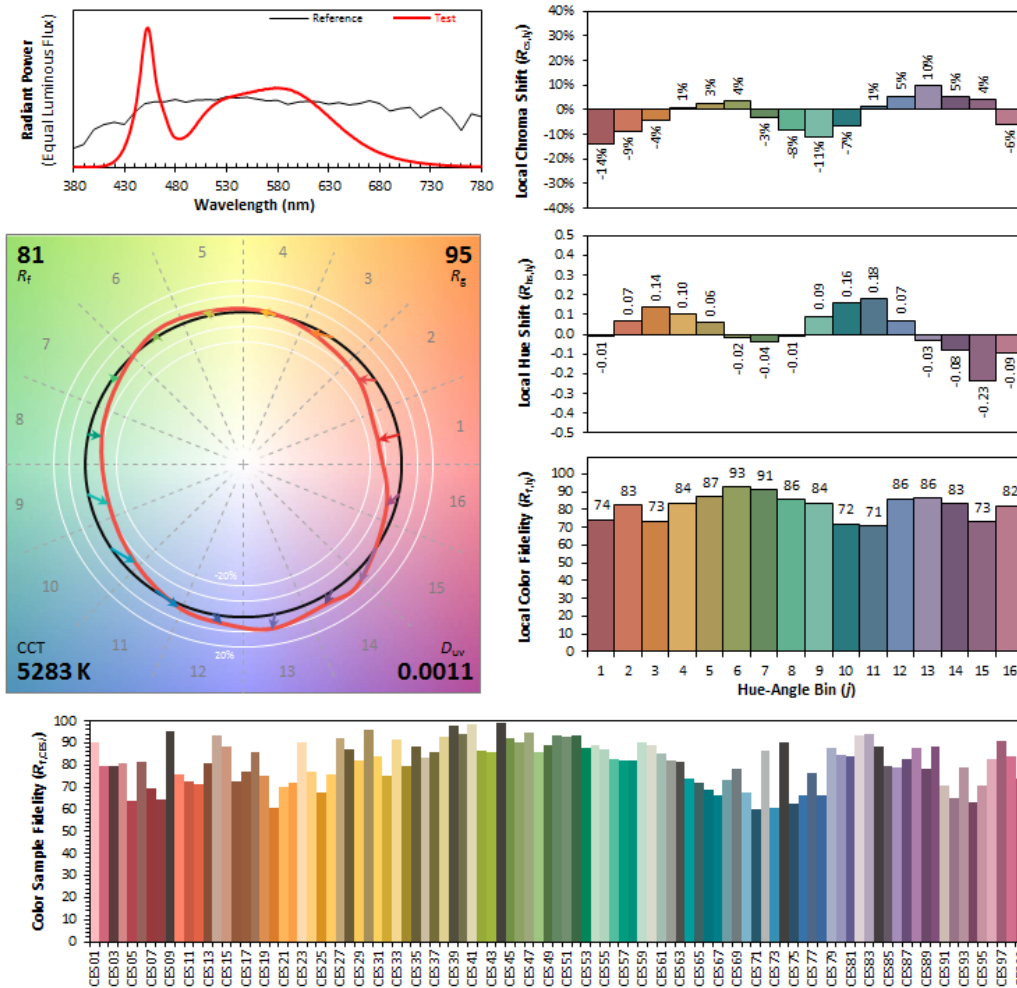 Reference
Test
Radiant Power
(Equal Luminous Flux)
380 430 480 530 580 630 680 730 780
Wavelength (nm)
Local Chroma Shift (Rcs,hj)
40%
30%
20%
10%
0%
-10%
-20%
-30%
-40%
-14% -9% -4% 1% 3% 4% -3% -8% -11% -7% 1% 5% 10% 5% 4% -6%
81
Rf
95
Rg
5 4
6 3
7 2
8 1
9 16
10 15
11 12 13 14
-20%
20%
CCT
5283 K
Duv
0.0011
Local Hue Shift (Rhs,hj)
0.5
0.4
0.3
0.2
0.1
0.0
-0.1
-0.2
-0.3
-0.4
-0.5
-0.01 0.07 0.14 0.10 0.06 -0.02 -0.04 -0.01 0.09 0.16 0.18 0.07 -0.03 -0.08 -0.23 -0.09
Local Color Fidelity (Rf,hj)
100
90
80
70
60
50
40
30
20
10
0
74 83 73 84 87 93 91 86 84 72 71 86 86 83 73 82
1 2 3 4 5 6 7 8 9 10 11 12 13 14 15 16
Hue-Angle Bin (j)
Color Sample Fidelity (Rf,CESi)
100
90
80
70
60
50
40
30
20
10
0
CES01 CES03 CES05 CES07 CES09 CES11 CES13 CES15 CES17 CES19 CES21 CES23 CES25 CES27 CES29 CES31 CES33 CES35 CES37 CES39 CES41 CES43 CES45 CES47 CES49 CES51 CES53 CES55 CES57 CES59 CES61 CES63 CES65 CES67 CES69 CES71 CES73 CES75 CES77 CES79 CES81 CES83 CES85 CES87 CES89 CES91 CES93 CES95 CES97